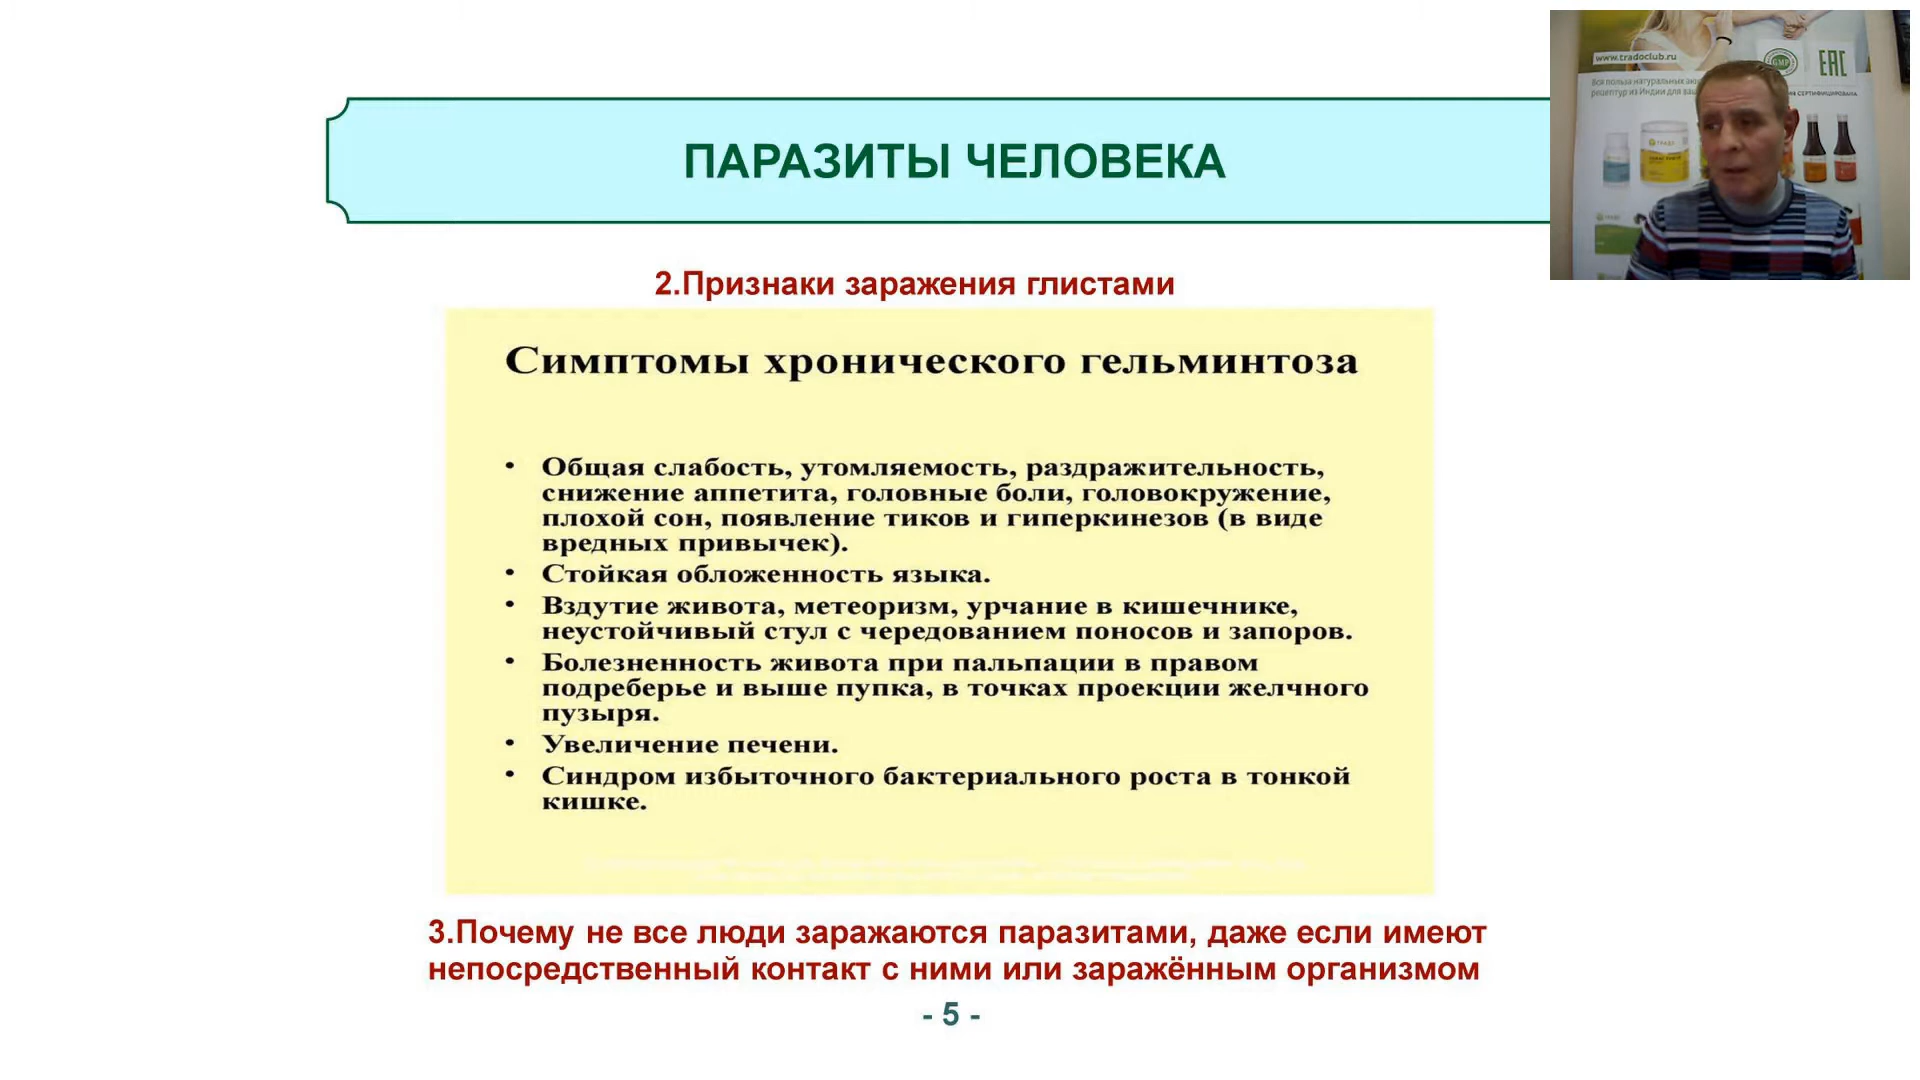 ПАРАЗИТЫ ЧЕЛОВЕКА
www.tradoclub.ru
GMP
EAC
2.Признаки заражения глистами
Симптомы хронического гельминтоза
• Общая слабость, утомляемость, раздражительность,
снижение аппетита, головные боли, головокружение,
плохой сон, появление тиков и гиперкинезов (в виде
вредных привычек).
• Стойкая обложенность языка.
• Вздутие живота, метеоризм, урчание в кишечнике,
неустойчивый стул с чередованием поносов и запоров.
• Болезненность живота при пальпации в правом
подреберье и выше пупка, в точках проекции желчного
пузыря.
• Увеличение печени.
• Синдром избыточного бактериального роста в тонкой
кишке.
3.Почему не все люди заражаются паразитами, даже если имеют
непосредственный контакт с ними или заражённым организмом
- 5 -